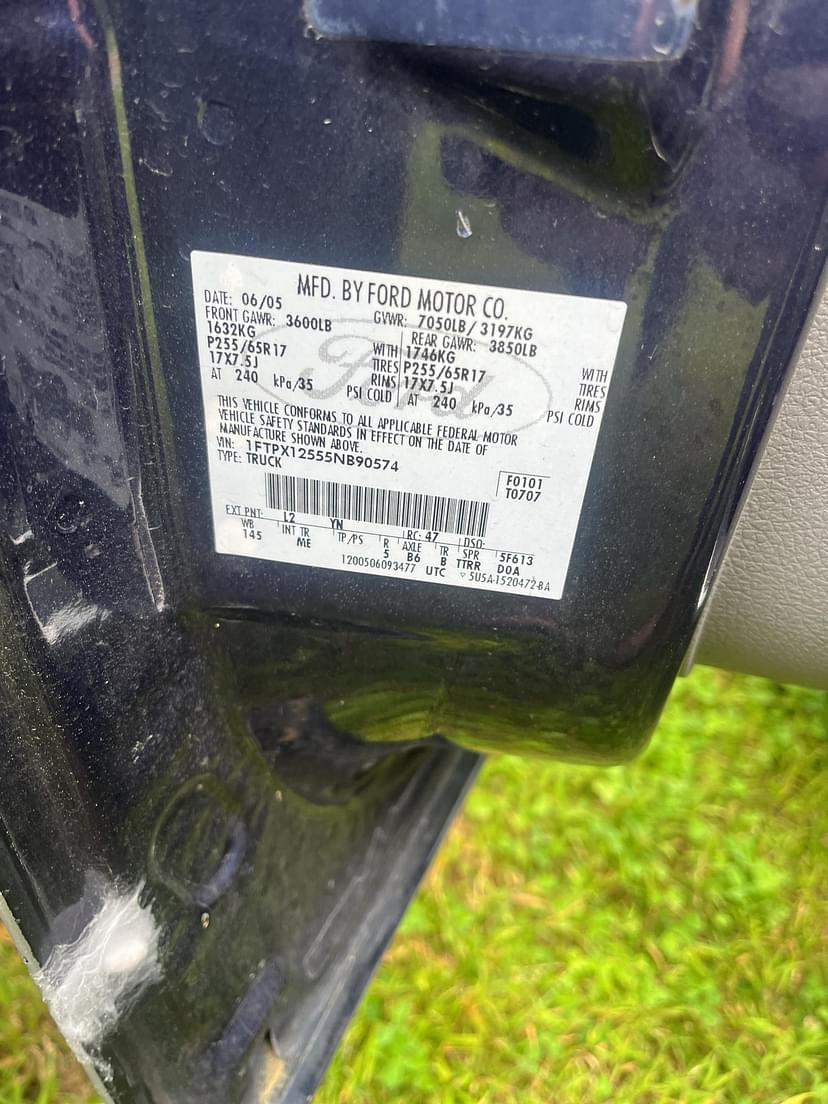 MFD. BY FORD MOTOR CO.
DATE: 06/05 GVWR: 7050LB/ 3197KG
FRONT GAWR: 3600LB REAR GAWR: 3850LB
1632KG WITH 1746KG WITH
P255/65R17 TIRES P255/65R17 TIRES
17X7.5J RIMS 17X7.5J RIMS
AT 240 kPa/35 PSI COLD AT 240 kPa/35 PSI COLD
THIS VEHICLE CONFORMS TO ALL APPLICABLE FEDERAL MOTOR
VEHICLE SAFETY STANDARDS IN EFFECT ON THE DATE OF
MANUFACTURE SHOWN ABOVE.
VIN: 1FTPX12555NB90574
TYPE: TRUCK
F0101
T0707
EXT PNT: L2 YN RC: 47 DSO:
WB INT TR TP/PS R AXLE TR SPR 5F613
145 ME 5 B6 B TTRR DOA
1200506093477 UTC 5U5A-1520472-BA
Ford